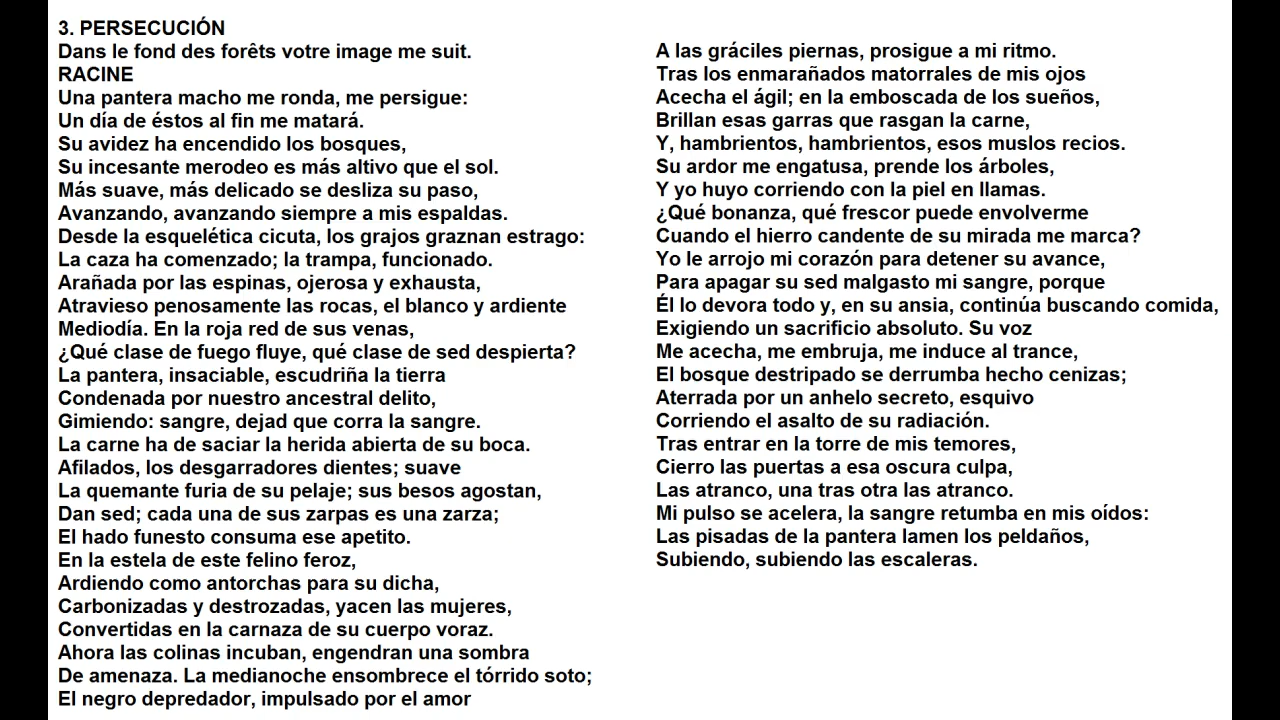 3. PERSECUCIÓN
Dans le fond des forêts votre image me suit.
RACINE
Una pantera macho me ronda, me persigue:
Un día de éstos al fin me matará.
Su avidez ha encendido los bosques,
Su incesante merodeo es más altivo que el sol.
Más suave, más delicado se desliza su paso,
Avanzando, avanzando siempre a mis espaldas.
Desde la esquelética cicuta, los grajos graznan estrago:
La caza ha comenzado; la trampa, funcionado.
Arañada por las espinas, ojerosa y exhausta,
Atravieso penosamente las rocas, el blanco y ardiente
Mediodía. En la roja red de sus venas,
¿Qué clase de fuego fluye, qué clase de sed despierta?
La pantera, insaciable, escudriña la tierra
Condenada por nuestro ancestral delito,
Gimiendo: sangre, dejad que corra la sangre.
La carne ha de saciar la herida abierta de su boca.
Afilados, los desgarradores dientes; suave
La quemante furia de su pelaje; sus besos agostan,
Dan sed; cada una de sus zarpas es una zarza;
El hado funesto consuma ese apetito.
En la estela de este felino feroz,
Ardiendo como antorchas para su dicha,
Carbonizadas y destrozadas, yacen las mujeres,
Convertidas en la carnaza de su cuerpo voraz.
Ahora las colinas incuban, engendran una sombra
De amenaza. La medianoche ensombrece el tórrido soto;
El negro depredador, impulsado por el amor
A las gráciles piernas, prosigue a mi ritmo.
Tras los enmarañados matorrales de mis ojos
Acecha el ágil; en la emboscada de los sueños,
Brillan esas garras que rasgan la carne,
Y, hambrientos, hambrientos, esos muslos recios.
Su ardor me engatusa, prende los árboles,
Y yo huyo corriendo con la piel en llamas.
¿Qué bonanza, qué frescor puede envolverme
Cuando el hierro candente de su mirada me marca?
Yo le arrojo mi corazón para detener su avance,
Para apagar su sed malgasto mi sangre, porque
Él lo devora todo y, en su ansia, continúa buscando comida,
Exigiendo un sacrificio absoluto. Su voz
Me acecha, me embruja, me induce al trance,
El bosque destripado se derrumba hecho cenizas;
Aterrada por un anhelo secreto, esquivo
Corriendo el asalto de su radiación.
Tras entrar en la torre de mis temores,
Cierro las puertas a esa oscura culpa,
Las atranco, una tras otra las atranco.
Mi pulso se acelera, la sangre retumba en mis oídos:
Las pisadas de la pantera lamen los peldaños,
Subiendo, subiendo las escaleras.